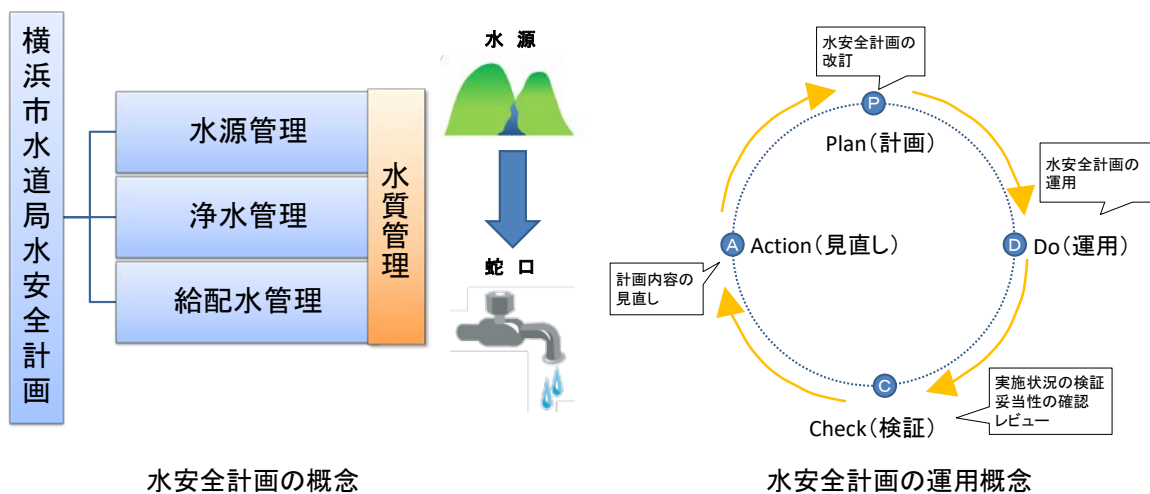 横浜市水道局水安全計画
水源管理
浄水管理
給配水管理
水質管理
水 源
蛇 口
水安全計画の概念
水安全計画の
改訂
P
Plan(計画)
水安全計画の
運用
D
Do(運用)
A
Action(見直し)
計画内容の
見直し
C
Check(検証)
実施状況の検証
妥当性の確認
レビュー
水安全計画の運用概念